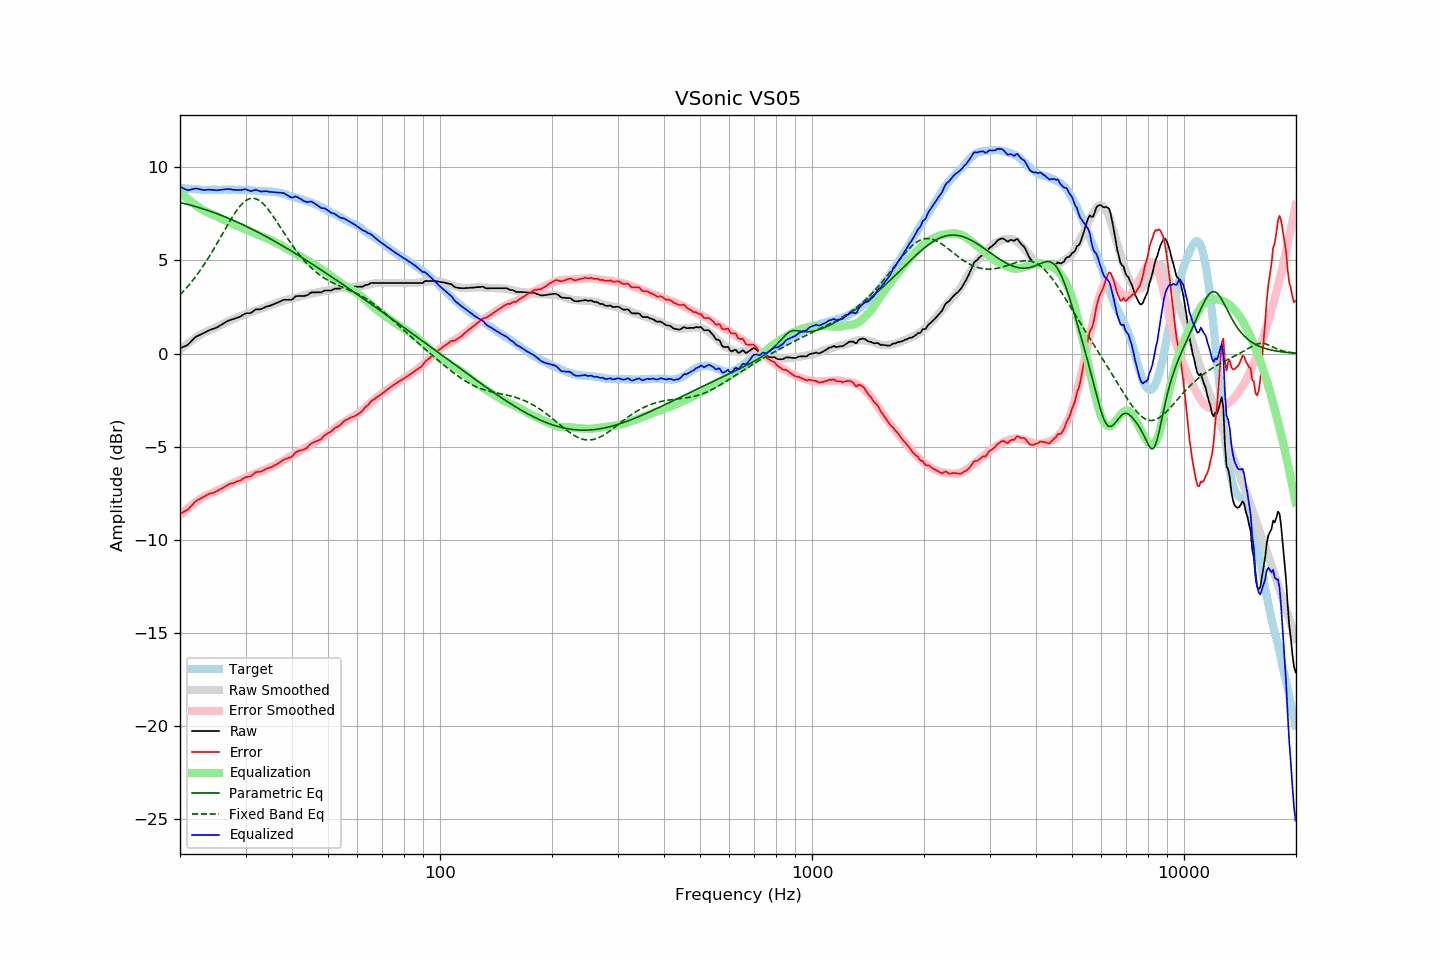 VSonic VS05
Amplitude (dBr)
10
5
0
−5
−10
−15
−20
−25
Target
Raw Smoothed
Error Smoothed
Raw
Error
Equalization
Parametric Eq
Fixed Band Eq
Equalized
100
1000
10000
Frequency (Hz)